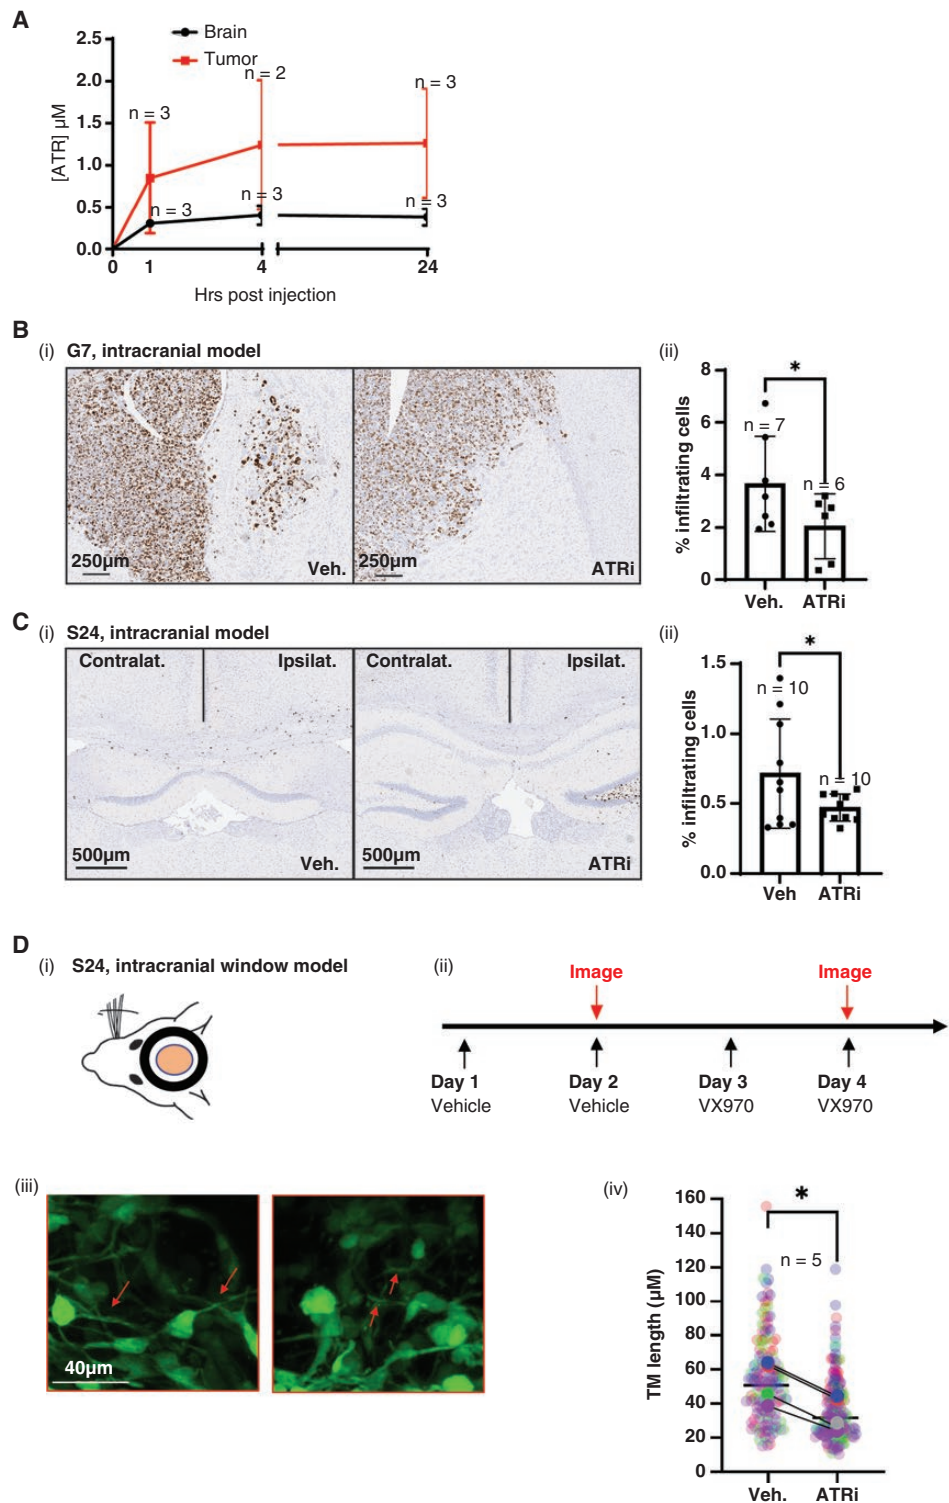 A
Brain
Tumor
2.5
2.0
1.5
1.0
0.5
0.0
[ATR] µM
n = 3
n = 2
n = 3
n = 3
n = 3
n = 3
0
1
4
24
Hrs post injection
B
(i) G7, intracranial model
250µm
Veh.
250µm
ATRi
(ii)
8
6
4
2
0
% infiltrating cells
*
n = 7
n = 6
Veh.
ATRi
C
(i) S24, intracranial model
Contralat.
Ipsilat.
Contralat.
Ipsilat.
500µm
Veh.
500µm
ATRi
(ii)
1.5
1.0
0.5
0.0
% infiltrating cells
*
n = 10
n = 10
Veh
ATRi
D
(i) S24, intracranial window model
(ii)
Image
Image
Day 1
Day 2
Day 3
Day 4
Vehicle
Vehicle
VX970
VX970
(iii)
40µm
(iv)
160
140
120
100
80
60
40
20
0
TM length (µM)
*
n = 5
Veh.
ATRi